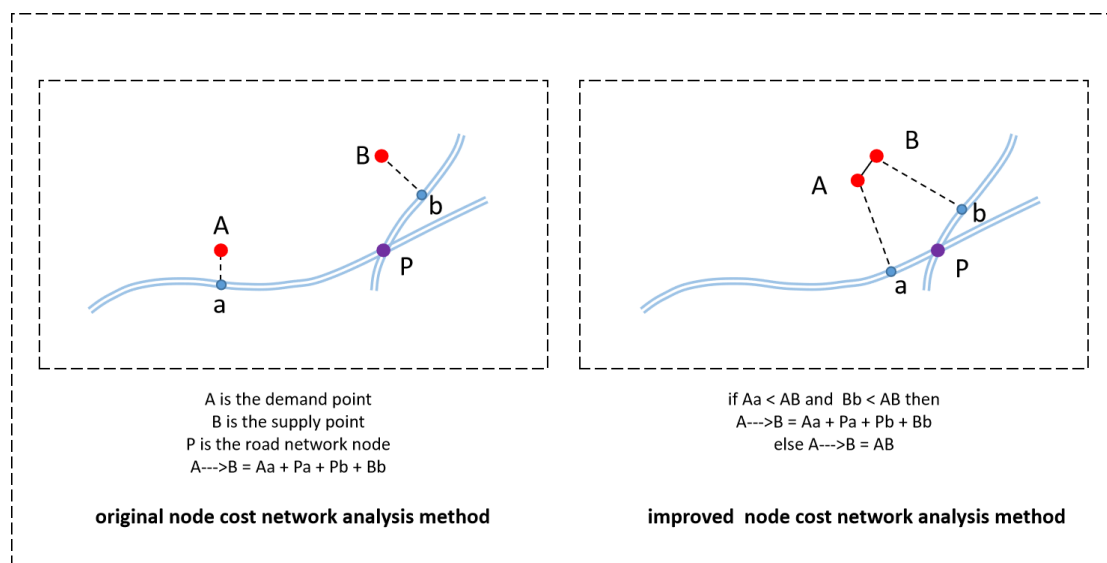 B
b
A
P
a
B
A
b
P
a
A is the demand point
B is the supply point
P is the road network node
A--->B = Aa + Pa + Pb + Bb
original node cost network analysis method
if Aa < AB and  Bb < AB then
A--->B = Aa + Pa + Pb + Bb
else A--->B = AB
improved  node cost network analysis method